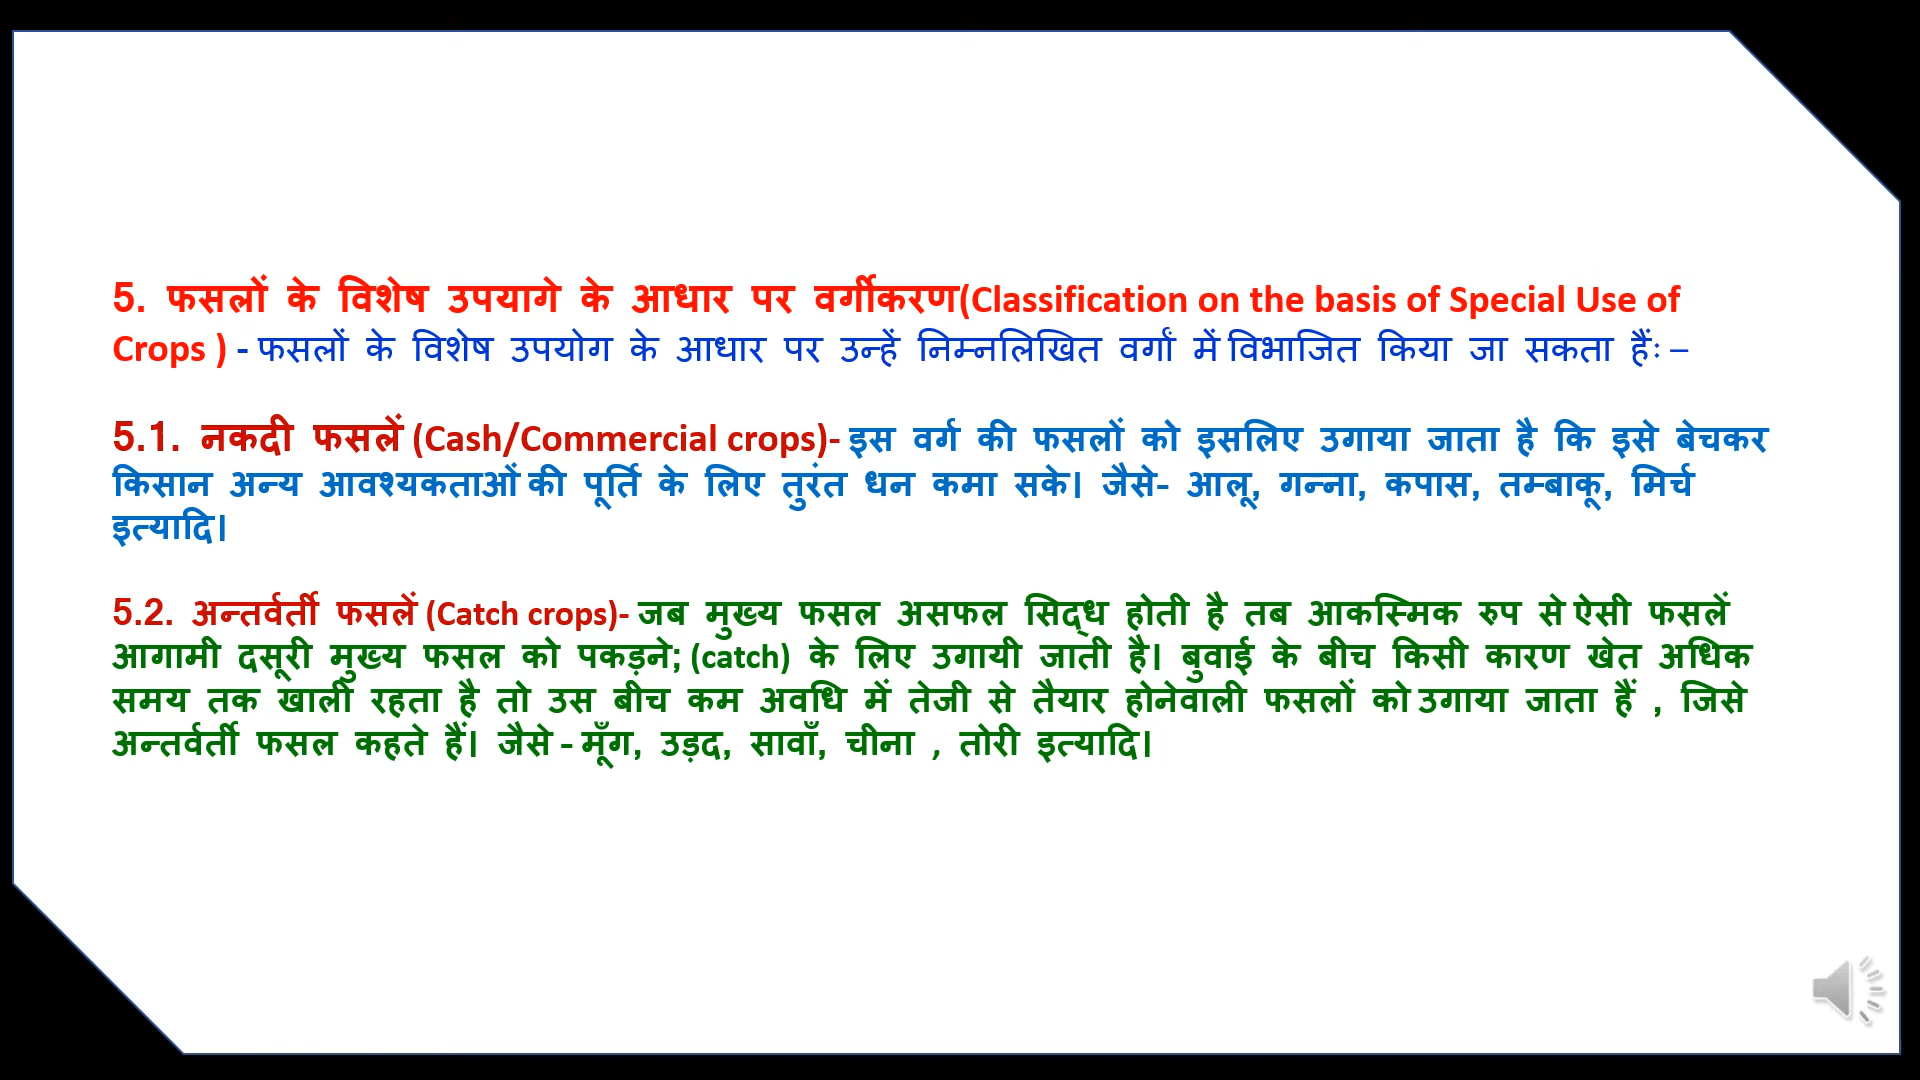 5. फसलों के विशेष उपयागे के आधार पर वर्गीकरण(Classification on the basis of Special Use of
Crops ) - फसलों के विशेष उपयोग के आधार पर उन्हें निम्नलिखित वर्गां में विभाजित किया जा सकता हैंः –
5.1. नकदी फसलें (Cash/Commercial crops)- इस वर्ग की फसलों को इसलिए उगाया जाता है कि इसे बेचकर
किसान अन्य आवश्यकताओं की पूर्ति के लिए तुरंत धन कमा सके। जैसे- आलू, गन्ना, कपास, तम्बाकू, मिर्च
इत्यादि।
5.2. अन्तर्वर्ती फसलें (Catch crops)- जब मुख्य फसल असफल सिद्ध होती है तब आकस्मिक रुप से ऐसी फसलें
आगामी दसूरी मुख्य फसल को पकड़ने; (catch) के लिए उगायी जाती है। बुवाई के बीच किसी कारण खेत अधिक
समय तक खाली रहता है तो उस बीच कम अवधि में तेजी से तैयार होनेवाली फसलों को उगाया जाता हैं , जिसे
अन्तर्वर्ती फसल कहते हैं। जैसे – मूँग, उड़द, सावाँ, चीना , तोरी इत्यादि।